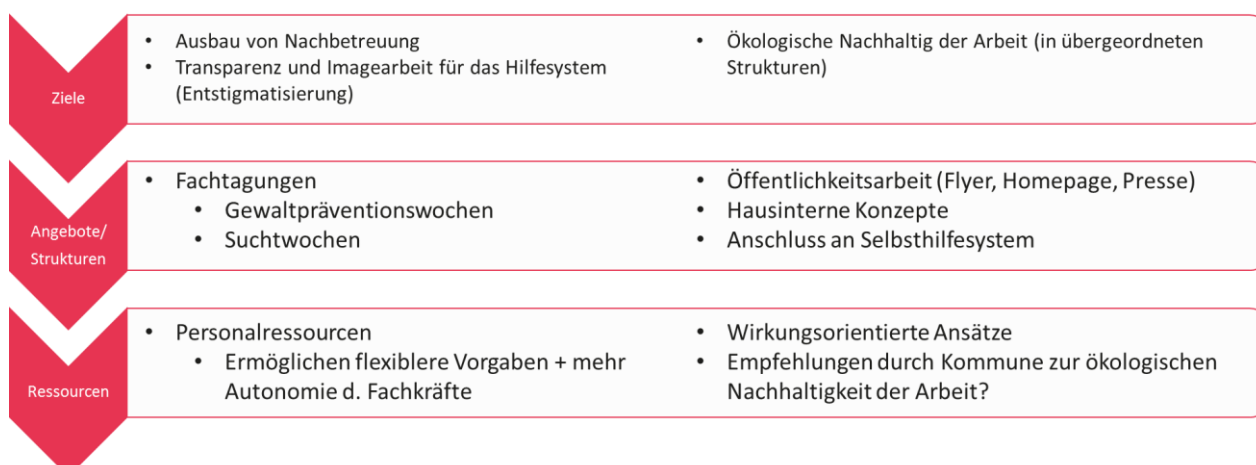 Ziele
• Ausbau von Nachbetreuung
• Transparenz und Imagearbeit für das Hilfesystem
(Entstigmatisierung)
• Ökologische Nachhaltig der Arbeit (in übergeordneten
Strukturen)
Angebote/
Strukturen
• Fachtagungen
• Gewaltpräventionswochen
• Suchtwochen
• Öffentlichkeitsarbeit (Flyer, Homepage, Presse)
• Hausinterne Konzepte
• Anschluss an Selbsthilfesystem
Ressourcen
• Personalressourcen
• Ermöglichen flexiblere Vorgaben + mehr
Autonomie d. Fachkräfte
• Wirkungsorientierte Ansätze
• Empfehlungen durch Kommune zur ökologischen
Nachhaltigkeit der Arbeit?